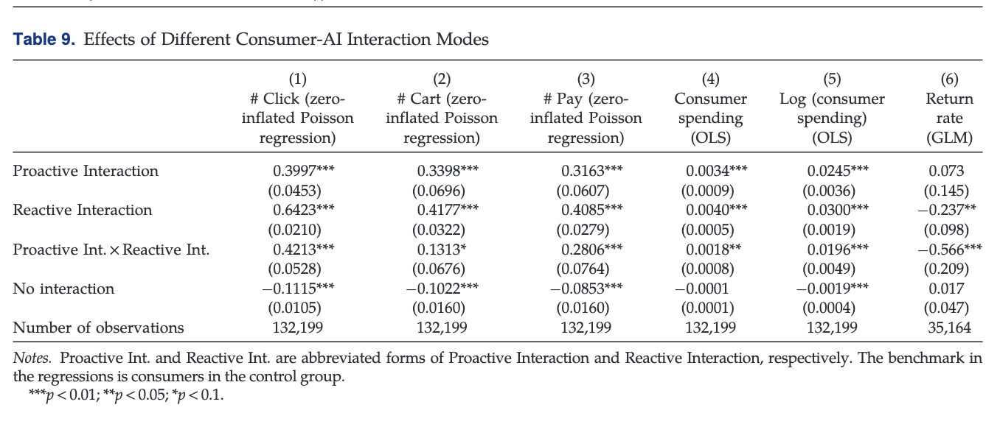 Table 9. Effects of Different Consumer-AI Interaction Modes
(1) (2) (3) (4) (5) (6)
# Click (zero- # Cart (zero- # Pay (zero- Consumer Log (consumer Return
inflated Poisson inflated Poisson inflated Poisson spending spending) rate
regression) regression) regression) (OLS) (OLS) (GLM)
Proactive Interaction 0.3997*** 0.3398*** 0.3163*** 0.0034*** 0.0245*** 0.073
(0.0453) (0.0696) (0.0607) (0.0009) (0.0036) (0.145)
Reactive Interaction 0.6423*** 0.4177*** 0.4085*** 0.0040*** 0.0300*** −0.237**
(0.0210) (0.0322) (0.0279) (0.0005) (0.0019) (0.098)
Proactive Int. × Reactive Int. 0.4213*** 0.1313* 0.2806*** 0.0018** 0.0196*** −0.566***
(0.0528) (0.0676) (0.0764) (0.0008) (0.0049) (0.209)
No interaction −0.1115*** −0.1022*** −0.0853*** −0.0001 −0.0019*** 0.017
(0.0105) (0.0160) (0.0160) (0.0001) (0.0004) (0.047)
Number of observations 132,199 132,199 132,199 132,199 132,199 35,164
Notes. Proactive Int. and Reactive Int. are abbreviated forms of Proactive Interaction and Reactive Interaction, respectively. The benchmark in
the regressions is consumers in the control group.
***p < 0.01; **p < 0.05; *p < 0.1.